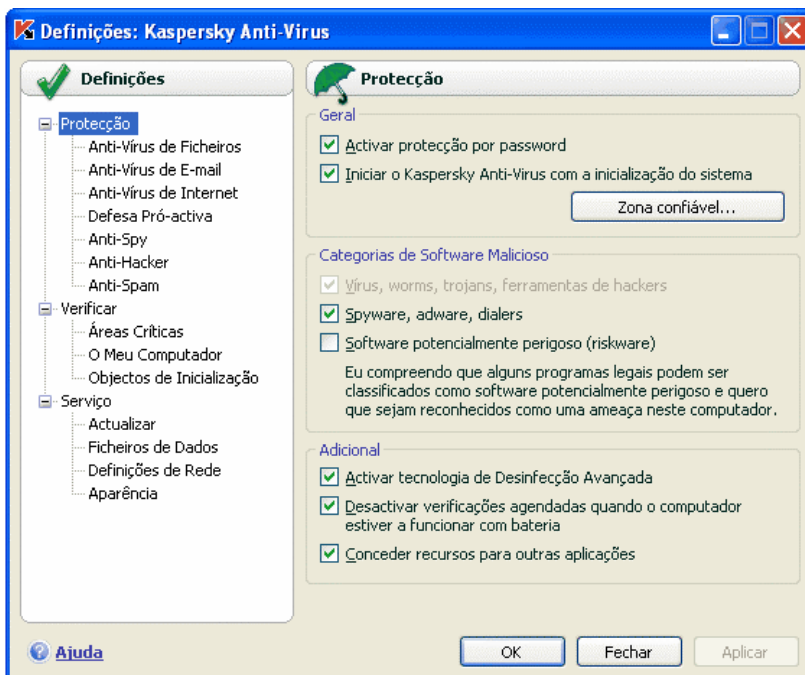 Definições: Kaspersky Anti-Virus
Definições
Protecção
Anti-Vírus de Ficheiros
Anti-Vírus de E-mail
Anti-Vírus de Internet
Defesa Pró-activa
Anti-Spy
Anti-Hacker
Anti-Spam
Verificar
Áreas Críticas
O Meu Computador
Objectos de Inicialização
Serviço
Actualizar
Ficheiros de Dados
Definições de Rede
Aparência
Protecção
Geral
Activar protecção por password
Iniciar o Kaspersky Anti-Virus com a inicialização do sistema
Zona confiável...
Categorias de Software Malicioso
Vírus, worms, trojans, ferramentas de hackers
Spyware, adware, dialers
Software potencialmente perigoso (riskware)
Eu compreendo que alguns programas legais podem ser
classificados como software potencialmente perigoso e quero
que sejam reconhecidos como uma ameaça neste computador.
Adicional
Activar tecnologia de Desinfecção Avançada
Desactivar verificações agendadas quando o computador
estiver a funcionar com bateria
Conceder recursos para outras aplicações
Ajuda
OK
Fechar
Aplicar